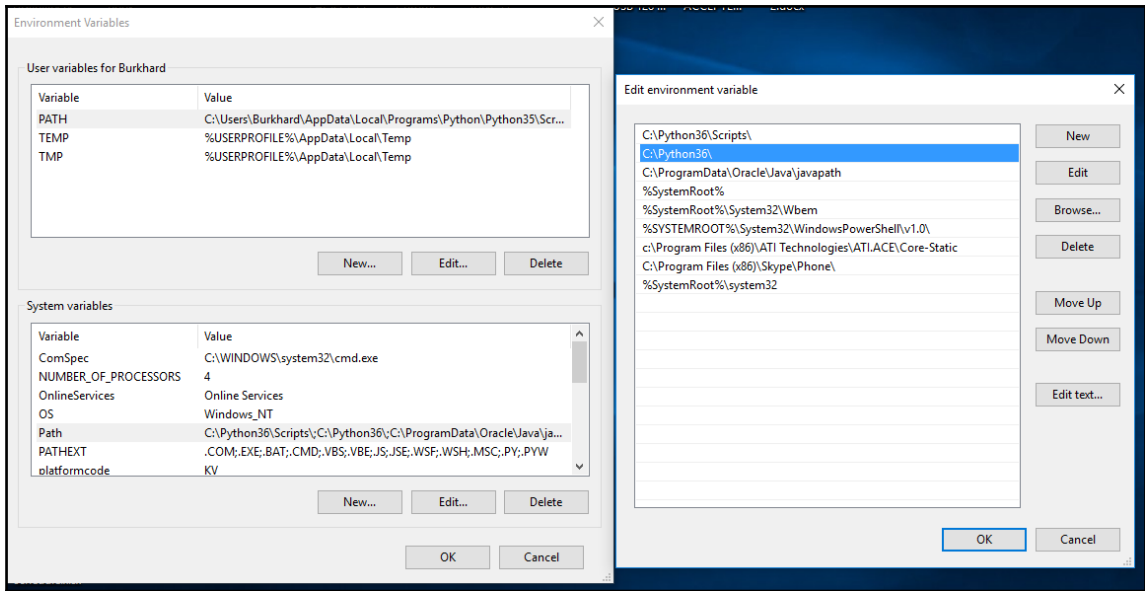 Environment Variables
User variables for Burkhard
Variable Value
PATH C:\Users\Burkhard\AppData\Local\Programs\Python\Python35\Scr...
TEMP %USERPROFILE%\AppData\Local\Temp
TMP %USERPROFILE%\AppData\Local\Temp
New... Edit... Delete
System variables
Variable Value
ComSpec C:\WINDOWS\system32\cmd.exe
NUMBER_OF_PROCESSORS 4
OnlineServices Online Services
OS Windows_NT
Path C:\Python36\Scripts\;C:\Python36\;C:\ProgramData\Oracle\Java\ja...
PATHEXT .COM;.EXE;.BAT;.CMD;.VBS;.VBE;.JS;.JSE;.WSF;.WSH;.MSC;.PY;.PYW
platformcode KV
New... Edit... Delete
OK Cancel
Edit environment variable
C:\Python36\Scripts\
C:\Python36\
C:\ProgramData\Oracle\Java\javapath
%SystemRoot%
%SystemRoot%\System32\Wbem
%SYSTEMROOT%\System32\WindowsPowerShell\v1.0\
c:\Program Files (x86)\ATI Technologies\ATI.ACE\Core-Static
C:\Program Files (x86)\Skype\Phone\
%SystemRoot%\system32
New
Edit
Browse...
Delete
Move Up
Move Down
Edit text...
OK Cancel